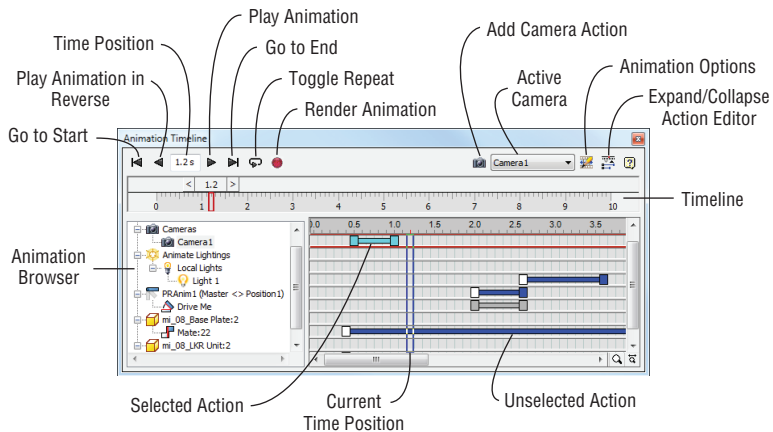 Play Animation
Time Position
Go to End
Add Camera Action
Play Animation in
Reverse
Toggle Repeat
Active
Camera
Animation Options
Render Animation
Expand/Collapse
Action Editor
Go to Start
Animation Timeline
1.2 s
Camera1
< 1.2 >
0 1 2 3 4 5 6 7 8 9 10
Timeline
Animation
Browser
Cameras
Camera1
Animate Lightings
Local Lights
Light 1
PRAnim1 (Master <> Position1)
Drive Me
mi_08_Base Plate:2
Mate:22
mi_08_LKR Unit:2
0.0 0.5 1.0 1.5 2.0 2.5 3.0 3.5
Selected Action
Current
Time Position
Unselected Action